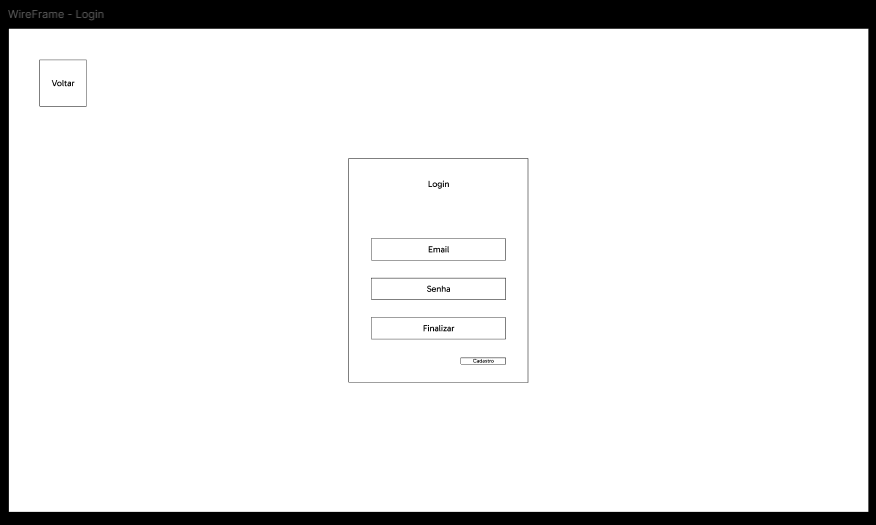 WireFrame - Login
Voltar
Login
Email
Senha
Finalizar
Cadastro